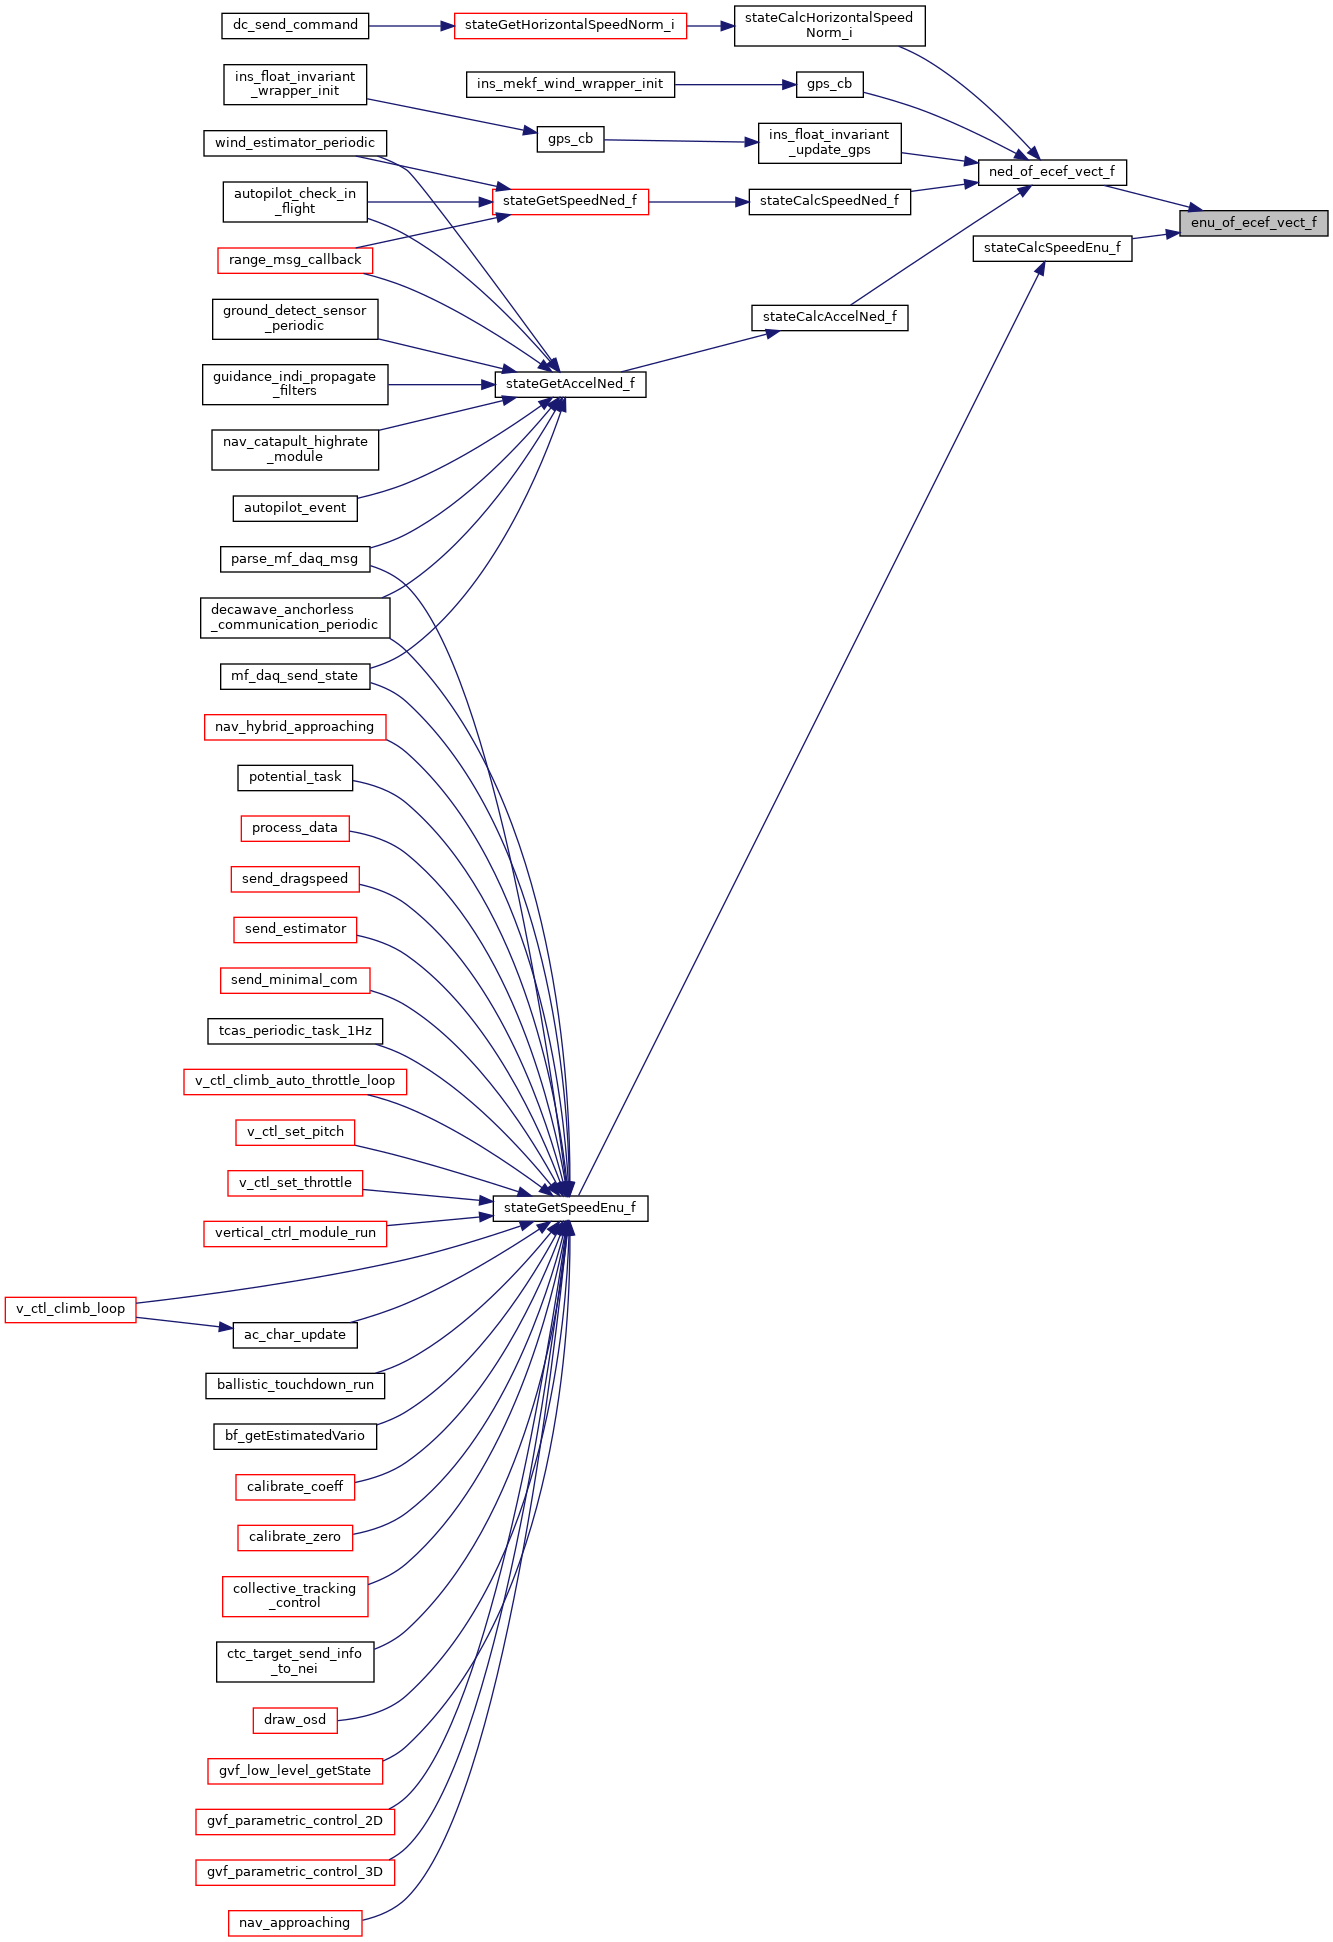 dc_send_command
stateGetHorizontalSpeedNorm_i
stateCalcHorizontalSpeed
Norm_i
ins_float_invariant
_wrapper_init
ins_mekf_wind_wrapper_init
gps_cb
gps_cb
ins_float_invariant
_update_gps
wind_estimator_periodic
ned_of_ecef_vect_f
autopilot_check_in
_flight
stateGetSpeedNed_f
stateCalcSpeedNed_f
enu_of_ecef_vect_f
range_msg_callback
stateCalcSpeedEnu_f
ground_detect_sensor
_periodic
stateCalcAccelNed_f
guidance_indi_propagate
_filters
stateGetAccelNed_f
nav_catapult_highrate
_module
autopilot_event
parse_mf_daq_msg
decawave_anchorless
_communication_periodic
mf_daq_send_state
nav_hybrid_approaching
potential_task
process_data
send_dragspeed
send_estimator
send_minimal_com
tcas_periodic_task_1Hz
v_ctl_climb_auto_throttle_loop
v_ctl_set_pitch
v_ctl_set_throttle
stateGetSpeedEnu_f
vertical_ctrl_module_run
v_ctl_climb_loop
ac_char_update
ballistic_touchdown_run
bf_getEstimatedVario
calibrate_coeff
calibrate_zero
collective_tracking
_control
ctc_target_send_info
_to_nei
draw_osd
gvf_low_level_getState
gvf_parametric_control_2D
gvf_parametric_control_3D
nav_approaching